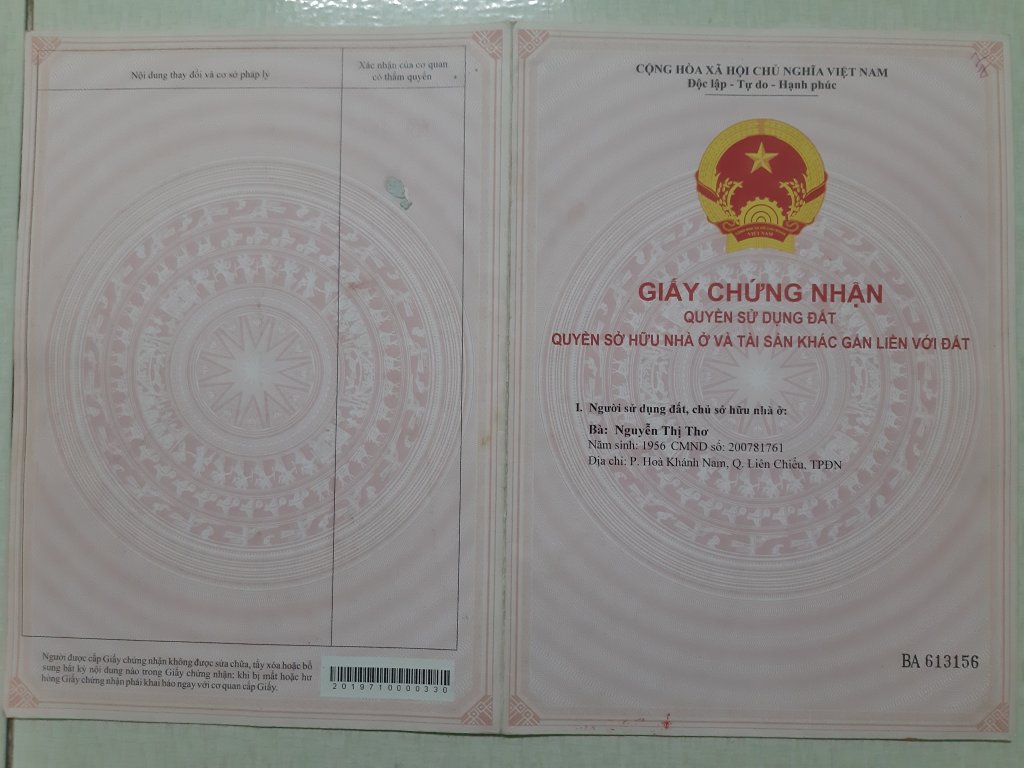 Nội dung thay đổi và cơ sở pháp lý
Xác nhận của cơ quan
có thẩm quyền
Người được cấp Giấy chứng nhận không được sửa chữa, tẩy xóa hoặc bổ
sung bất kỳ nội dung nào trong Giấy chứng nhận; khi bị mất hoặc hư
hỏng Giấy chứng nhận phải khai báo ngay với cơ quan cấp Giấy.
2019710000330
CỘNG HÒA XÃ HỘI CHỦ NGHĨA VIỆT NAM
Độc lập - Tự do - Hạnh phúc
VIỆT NAM
GIẤY CHỨNG NHẬN
QUYỀN SỬ DỤNG ĐẤT
QUYỀN SỞ HỮU NHÀ Ở VÀ TÀI SẢN KHÁC GẮN LIỀN VỚI ĐẤT
I. Người sử dụng đất, chủ sở hữu nhà ở:
Bà: Nguyễn Thị Thơ
Năm sinh: 1956 CMND số: 200781761
Địa chỉ: P. Hoà Khánh Nam, Q. Liên Chiểu, TPĐN
BA 613156